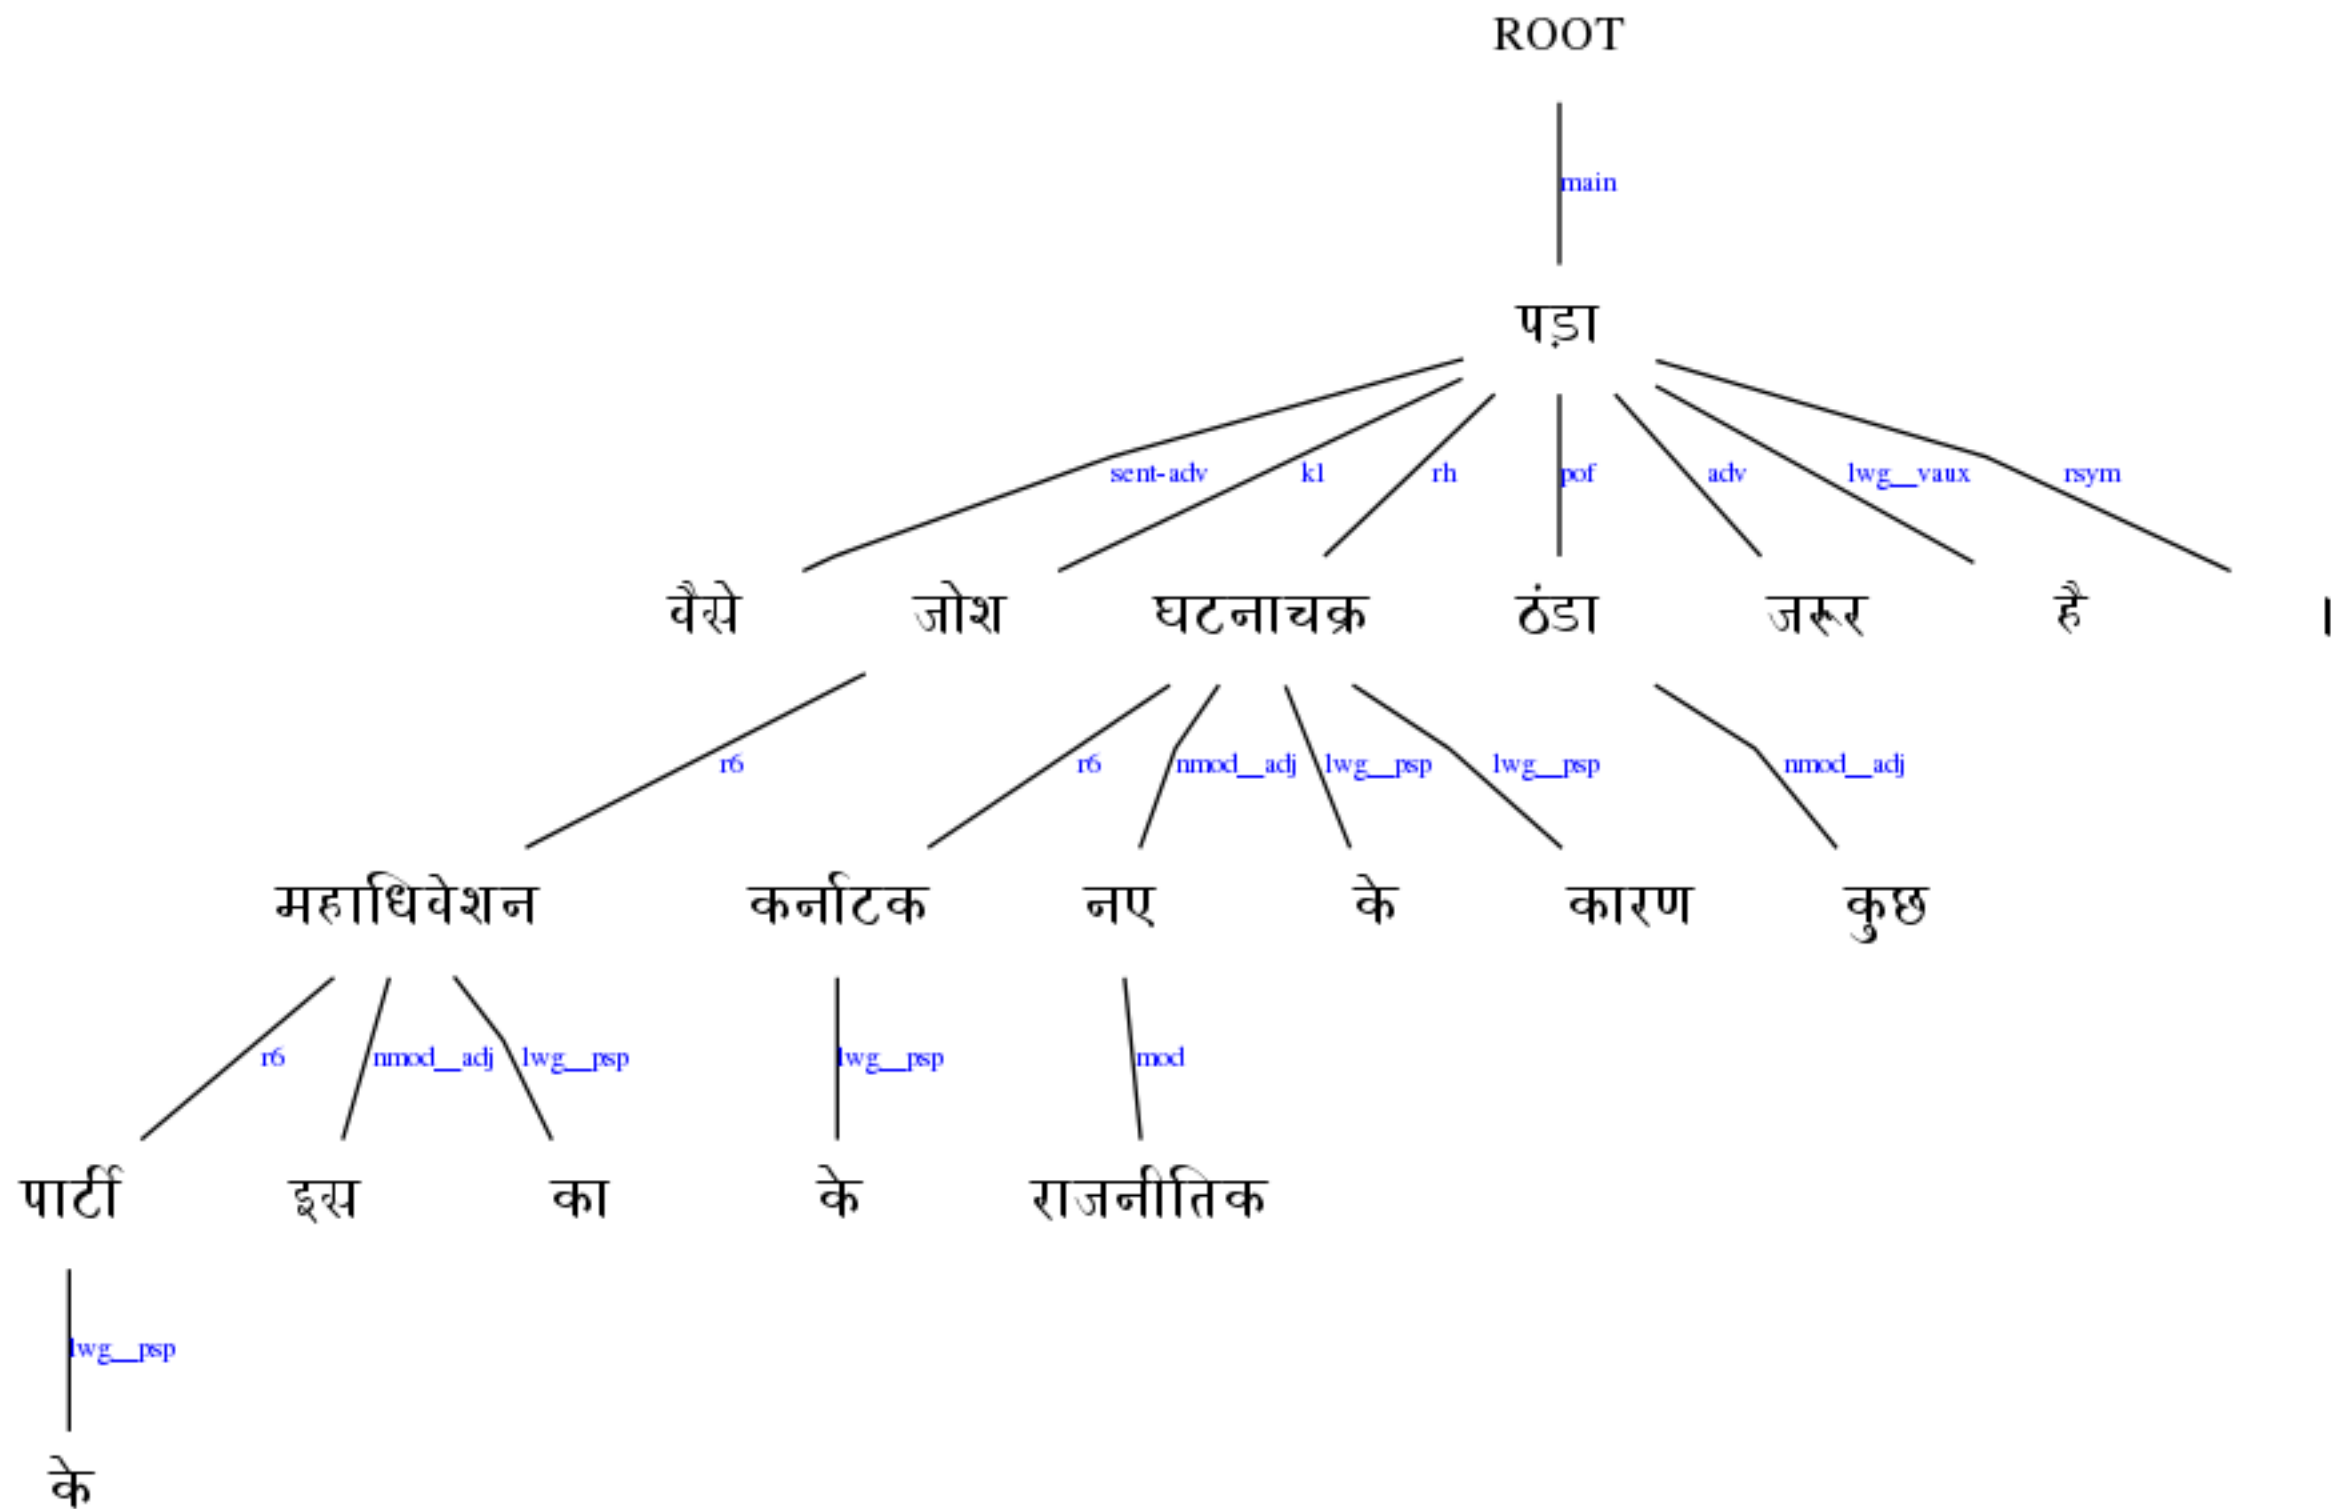 ROOT
main
पड़ा
sent-adv k1 rh pof adv lwg__vaux rsym
वैसे जोश घटनाचक्र ठंडा जरूर है ।
r6 r6 nmod__adj lwg__psp lwg__psp nmod__adj
महाधिवेशन कर्नाटक नए के कारण कुछ
r6 nmod__adj lwg__psp lwg__psp mod
पार्टी इस का के राजनीतिक
lwg__psp
के